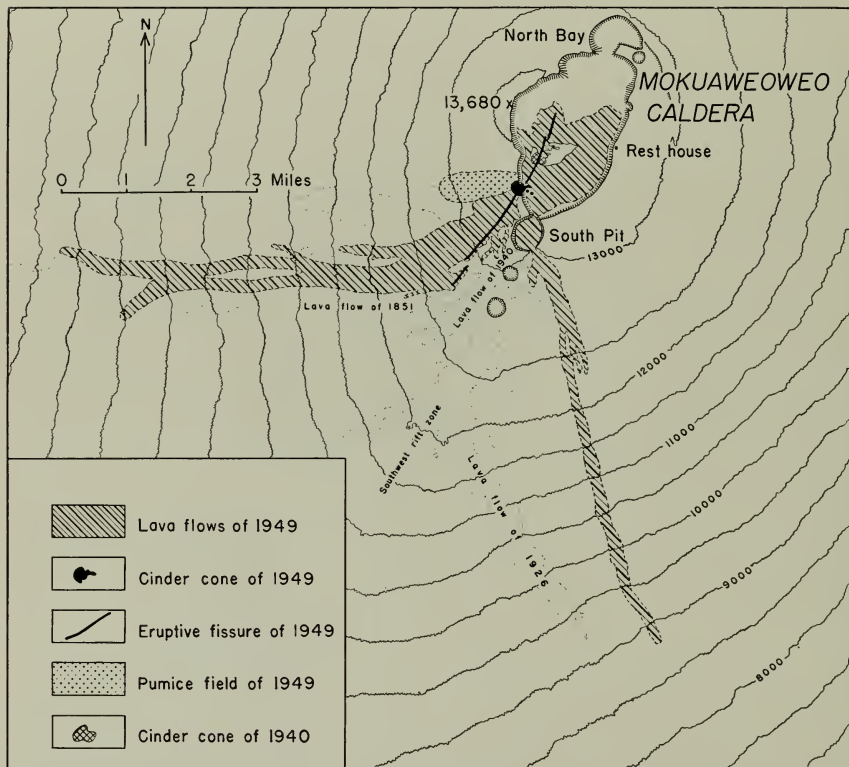 N
North Bay
MOKUAWEOWEO
CALDERA
13,680 x
Rest house
0 1 2 3 Miles
South Pit
13000
Lava flow of 1940
Lava flow of 1851
12000
Southwest rift zone
11000
Lava flow of 1926
10000
9000
8000
Lava flows of 1949
Cinder cone of 1949
Eruptive fissure of 1949
Pumice field of 1949
Cinder cone of 1940